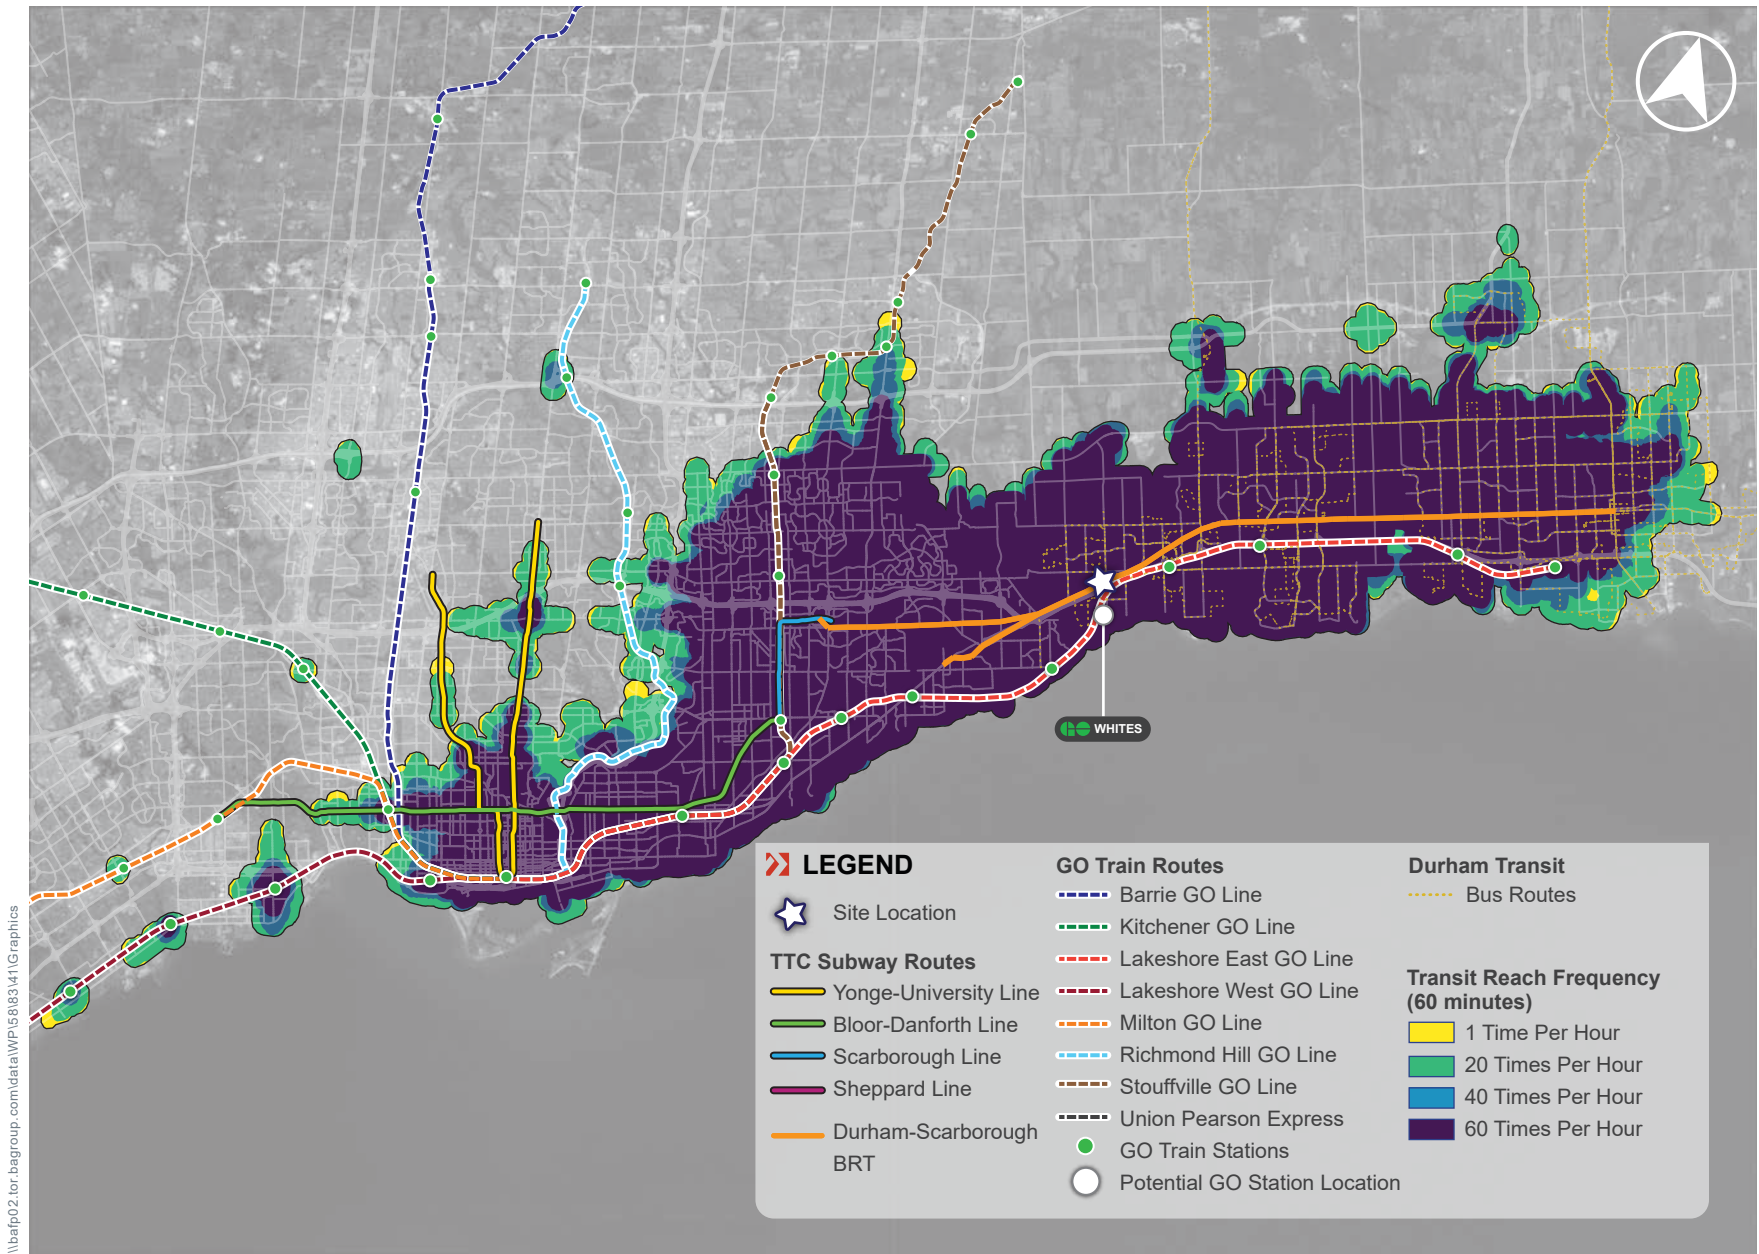 GO WHITES
LEGEND
Site Location
TTC Subway Routes
Yonge-University Line
Bloor-Danforth Line
Scarborough Line
Sheppard Line
Durham-Scarborough
BRT
GO Train Routes
Barrie GO Line
Kitchener GO Line
Lakeshore East GO Line
Lakeshore West GO Line
Milton GO Line
Richmond Hill GO Line
Stouffville GO Line
Union Pearson Express
GO Train Stations
Potential GO Station Location
Durham Transit
Bus Routes
Transit Reach Frequency
(60 minutes)
1 Time Per Hour
20 Times Per Hour
40 Times Per Hour
60 Times Per Hour
\\bafp02.tor.bagroup.com\data\WP\58\83\41\Graphics